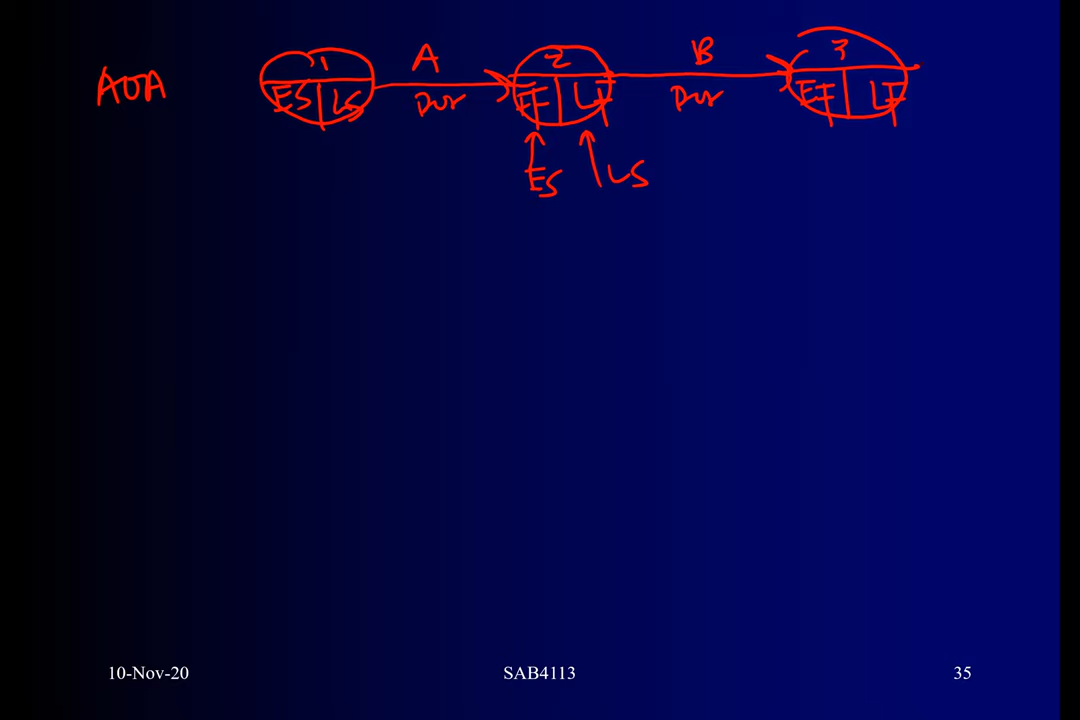 AOA
1 A 2 B 3
ES LS Dur EF LF Dur EF LF
ES LS
10-Nov-20 SAB4113 35